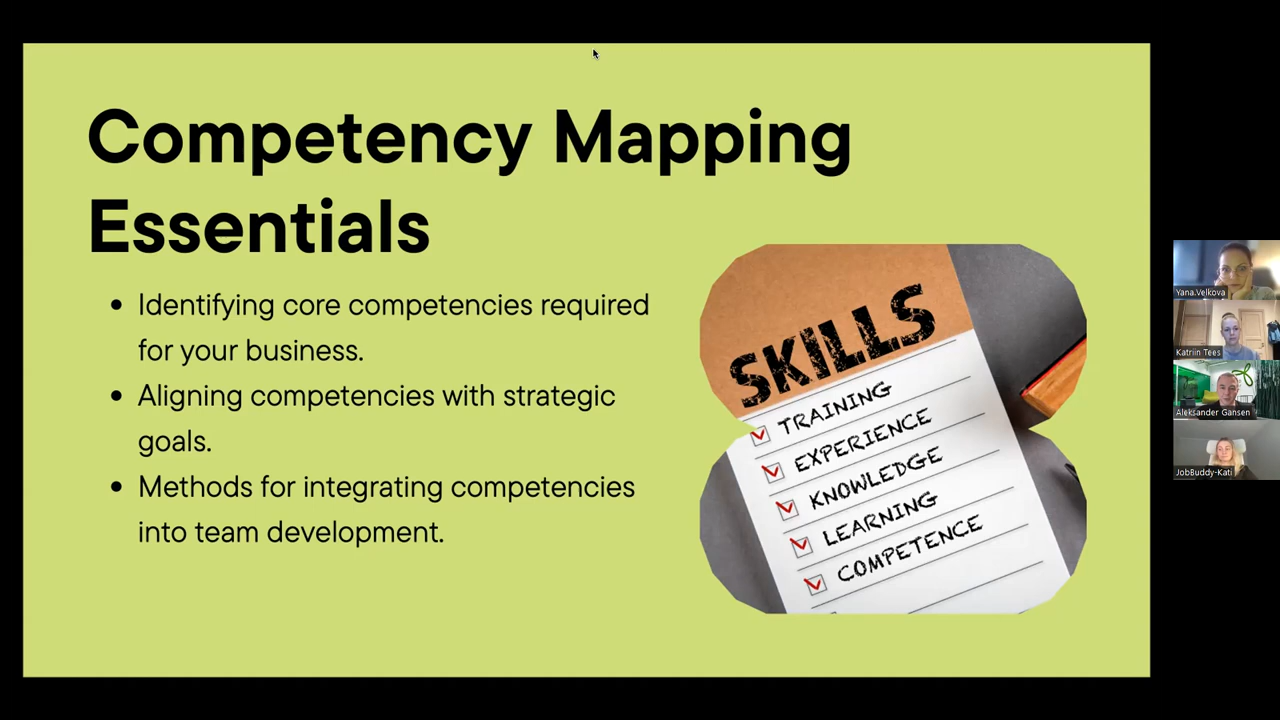 Competency Mapping
Essentials
Identifying core competencies required
for your business.
Aligning competencies with strategic
goals.
Methods for integrating competencies
into team development.
SKILLS
TRAINING
EXPERIENCE
KNOWLEDGE
LEARNING
COMPETENCE
Yana.Velkova
Katriin Tees
Aleksander Gansen
JobBuddy-Kati